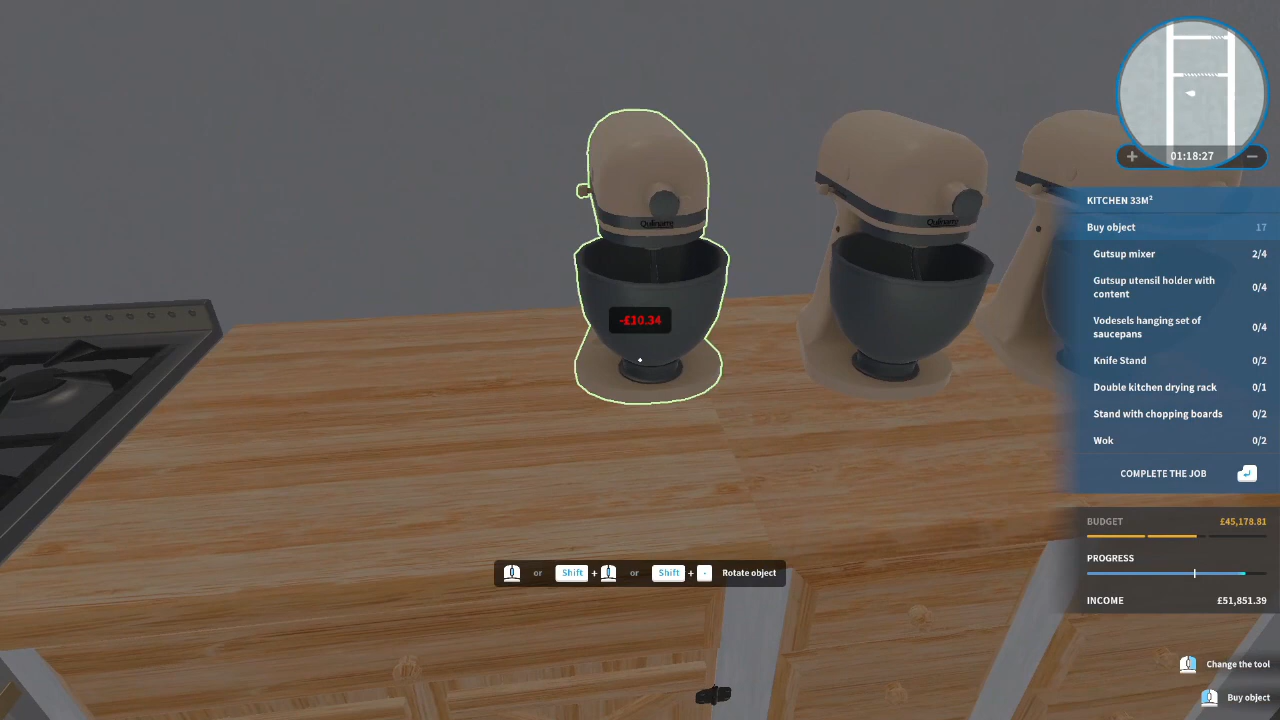 01:18:27
KITCHEN 33M²
Buy object 17
Gutsup mixer 2/4
Gutsup utensil holder with
content 0/4
Vodesels hanging set of
saucepans 0/4
Knife Stand 0/2
Double kitchen drying rack 0/1
Stand with chopping boards 0/2
Wok 0/2
COMPLETE THE JOB
BUDGET £45,178.81
PROGRESS
INCOME £51,851.39
Qulinary
Qulinary
-£10.34
or Shift + or Shift + · Rotate object
Change the tool
Buy object